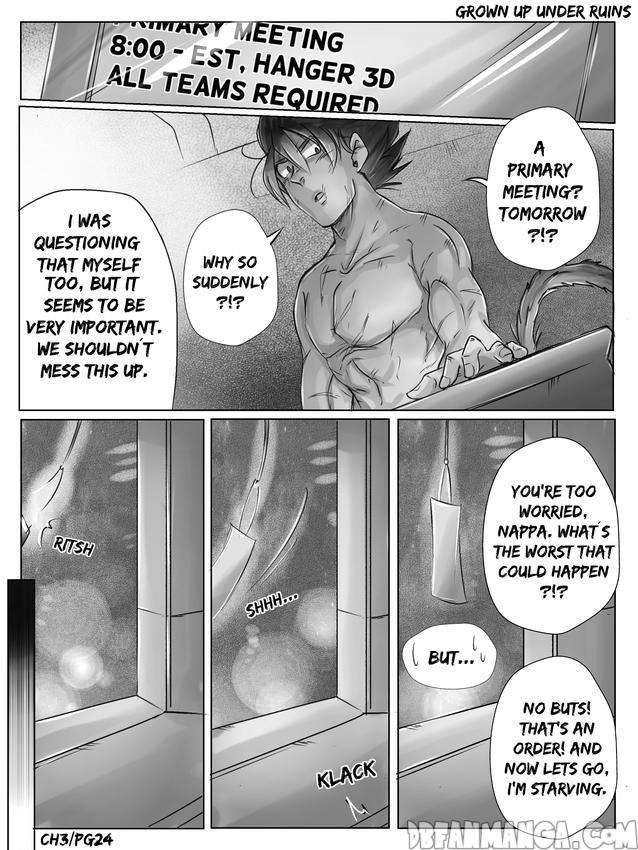 GROWN UP UNDER RUINS
PRIMARY MEETING
8:00 - EST, HANGER 3D
ALL TEAMS REQUIRED
A
PRIMARY
MEETING?
TOMORROW
?!?
WHY SO
SUDDENLY
?!?
I WAS
QUESTIONING
THAT MYSELF
TOO, BUT IT
SEEMS TO BE
VERY IMPORTANT.
WE SHOULDN´T
MESS THIS UP.
RITSH
SHHH...
KLACK
YOU'RE TOO
WORRIED,
NAPPA. WHAT´S
THE WORST THAT
COULD HAPPEN
?!?
BUT...
NO BUTS!
THAT'S AN
ORDER! AND
NOW LETS GO,
I'M STARVING.
CH3/PG24
DBFANMANGA.COM